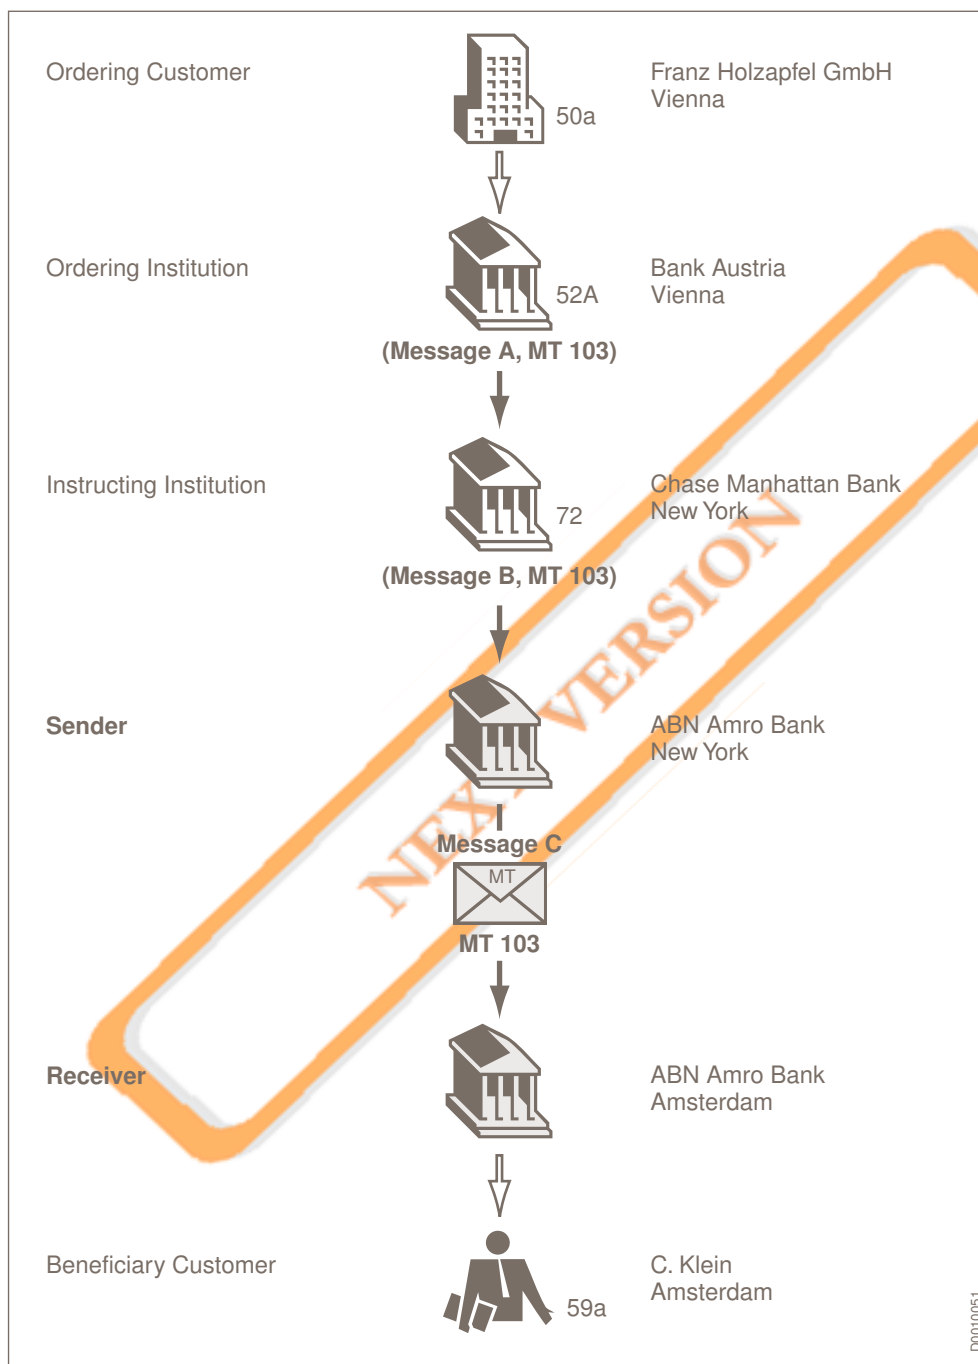 Ordering Customer
50a
Franz Holzapfel GmbH
Vienna
Ordering Institution
52A
Bank Austria
Vienna
(Message A, MT 103)
Instructing Institution
72
Chase Manhattan Bank
New York
(Message B, MT 103)
Sender
ABN Amro Bank
New York
NEXT VERSION
Message C
MT
MT 103
Receiver
ABN Amro Bank
Amsterdam
Beneficiary Customer
59a
C. Klein
Amsterdam
D0010051